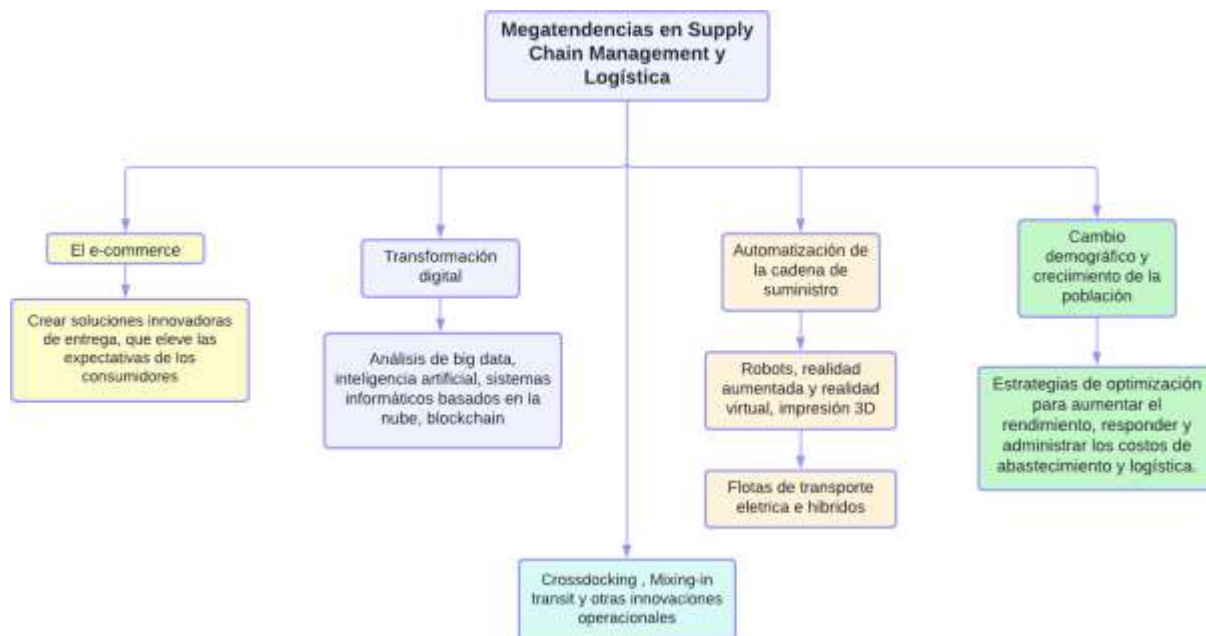 Megatendencias en Supply
Chain Management y
Logística
El e-commerce
Crear soluciones innovadoras
de entrega, que eleve las
expectativas de los
consumidores
Transformación
digital
Análisis de big data,
inteligencia artificial, sistemas
informáticos basados en la
nube, blockchain
Automatización de
la cadena de
suministro
Robots, realidad
aumentada y realidad
virtual, impresión 3D
Flotas de transporte
eletrica e hibridos
Cambio
demográfico y
creciimiento de la
población
Estrategias de optimización
para aumentar el
rendimiento, responder y
administrar los costos de
abastecimiento y logística.
Crossdocking , Mixing-in
transit y otras innovaciones
operacionales